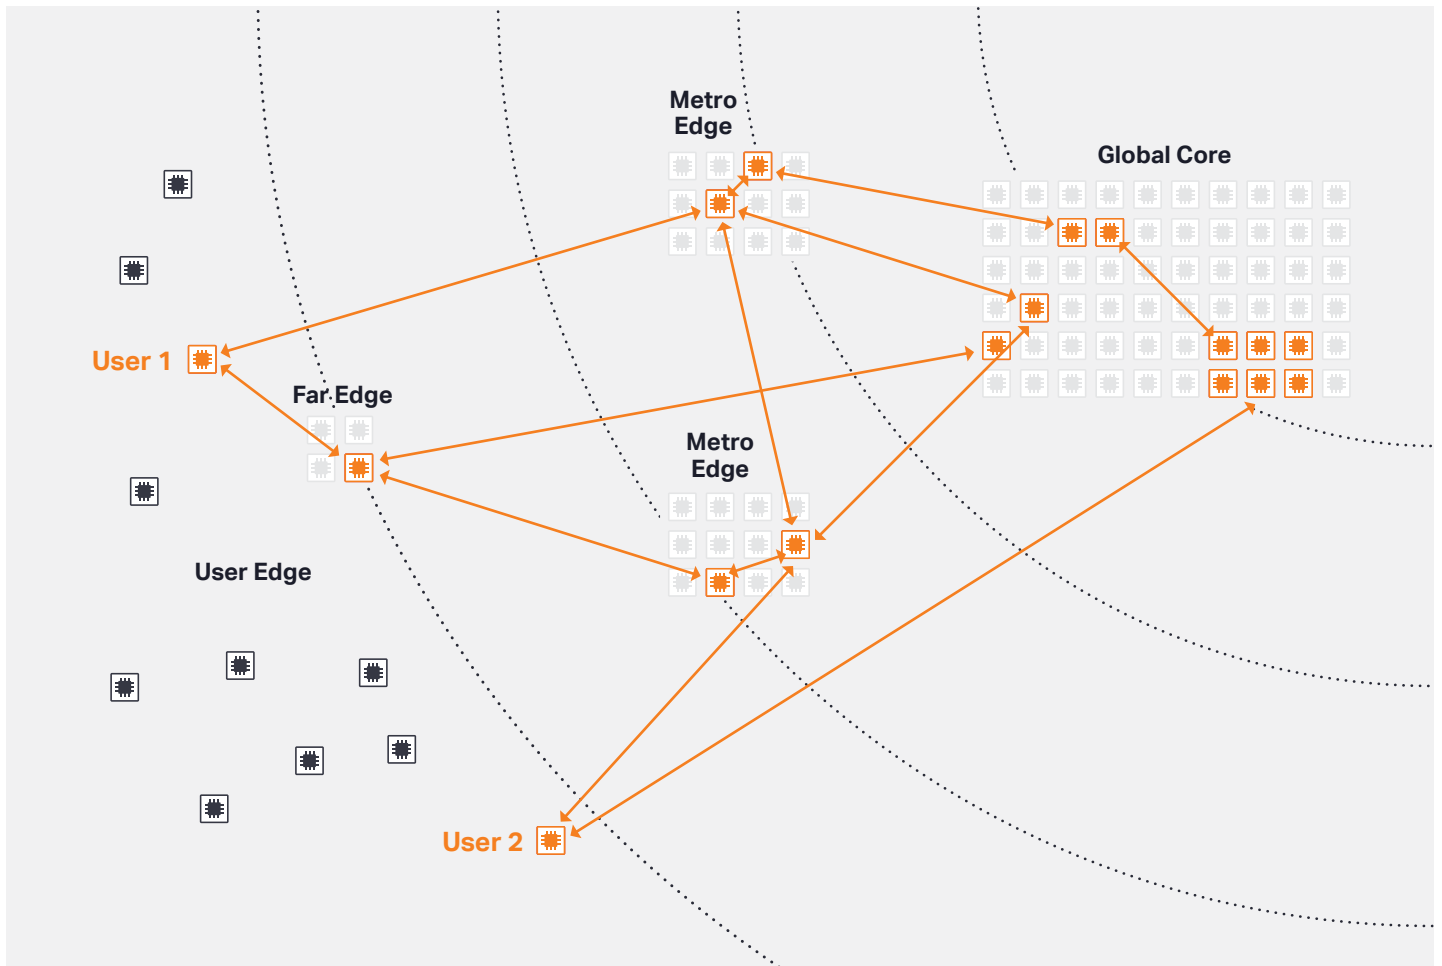 Metro
Edge
Global Core
User 1
Far Edge
Metro
Edge
User Edge
User 2